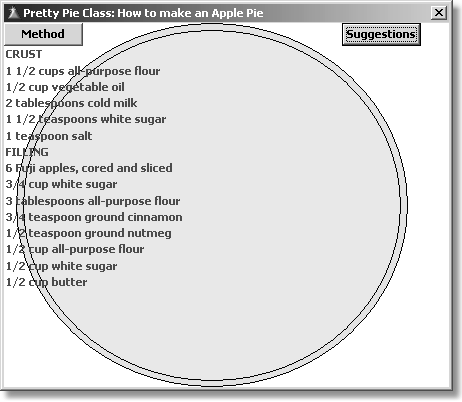 Pretty Pie Class: How to make an Apple Pie
Method
Suggestions
CRUST
1 1/2 cups all-purpose flour
1/2 cup vegetable oil
2 tablespoons cold milk
1 1/2 teaspoons white sugar
1 teaspoon salt
FILLING
6 Fuji apples, cored and sliced
3/4 cup white sugar
3 tablespoons all-purpose flour
3/4 teaspoon ground cinnamon
1/2 teaspoon ground nutmeg
1/2 cup all-purpose flour
1/2 cup white sugar
1/2 cup butter